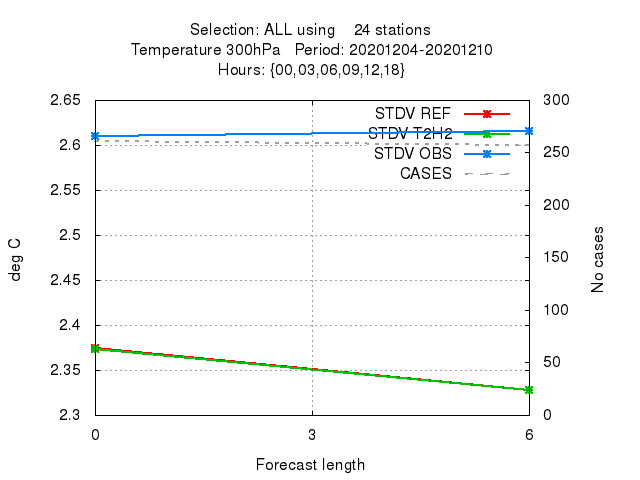 Selection: ALL using    24 stations
Temperature 300hPa   Period: 20201204-20201210
Hours: {00,03,06,09,12,18}
STDV REF
STDV T2H2
STDV OBS
CASES
2.65
2.6
2.55
2.5
2.45
2.4
2.35
2.3
deg C
300
250
200
150
100
50
0
No cases
0
3
6
Forecast length